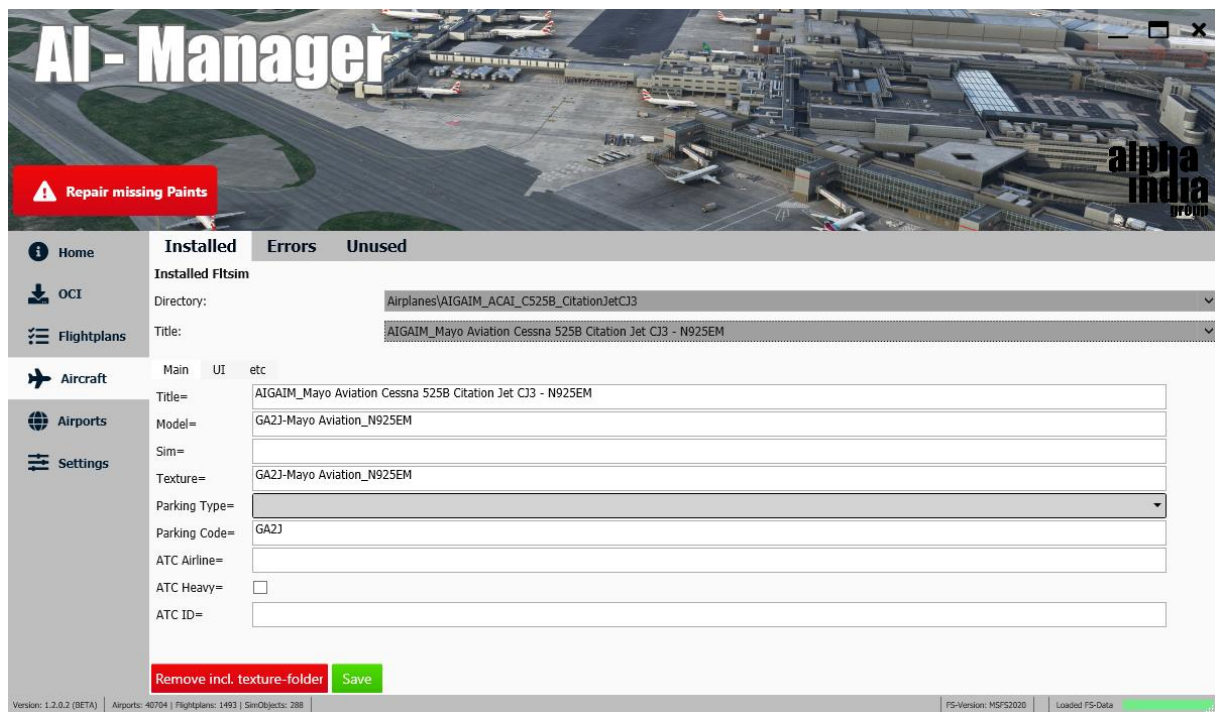 AI - Manager
alpha
india
group
Repair missing Paints
Home
OCI
Flightplans
Aircraft
Airports
Settings
Installed Errors Unused
Installed Fltsim
Directory: Airplanes\AIGAIM_ACAI_C525B_CitationJetCJ3
Title: AIGAIM_Mayo Aviation Cessna 525B Citation Jet CJ3 - N925EM
Main UI etc
Title= AIGAIM_Mayo Aviation Cessna 525B Citation Jet CJ3 - N925EM
Model= GA2J-Mayo Aviation_N925EM
Sim=
Texture= GA2J-Mayo Aviation_N925EM
Parking Type=
Parking Code= GA2J
ATC Airline=
ATC Heavy=
ATC ID=
Remove incl. texture-folder Save
Version: 1.2.0.2 (BETA) Airports: 40704 | Flightplans: 1493 | SimObjects: 288 FS-Version: MSFS2020 Loaded FS-Data